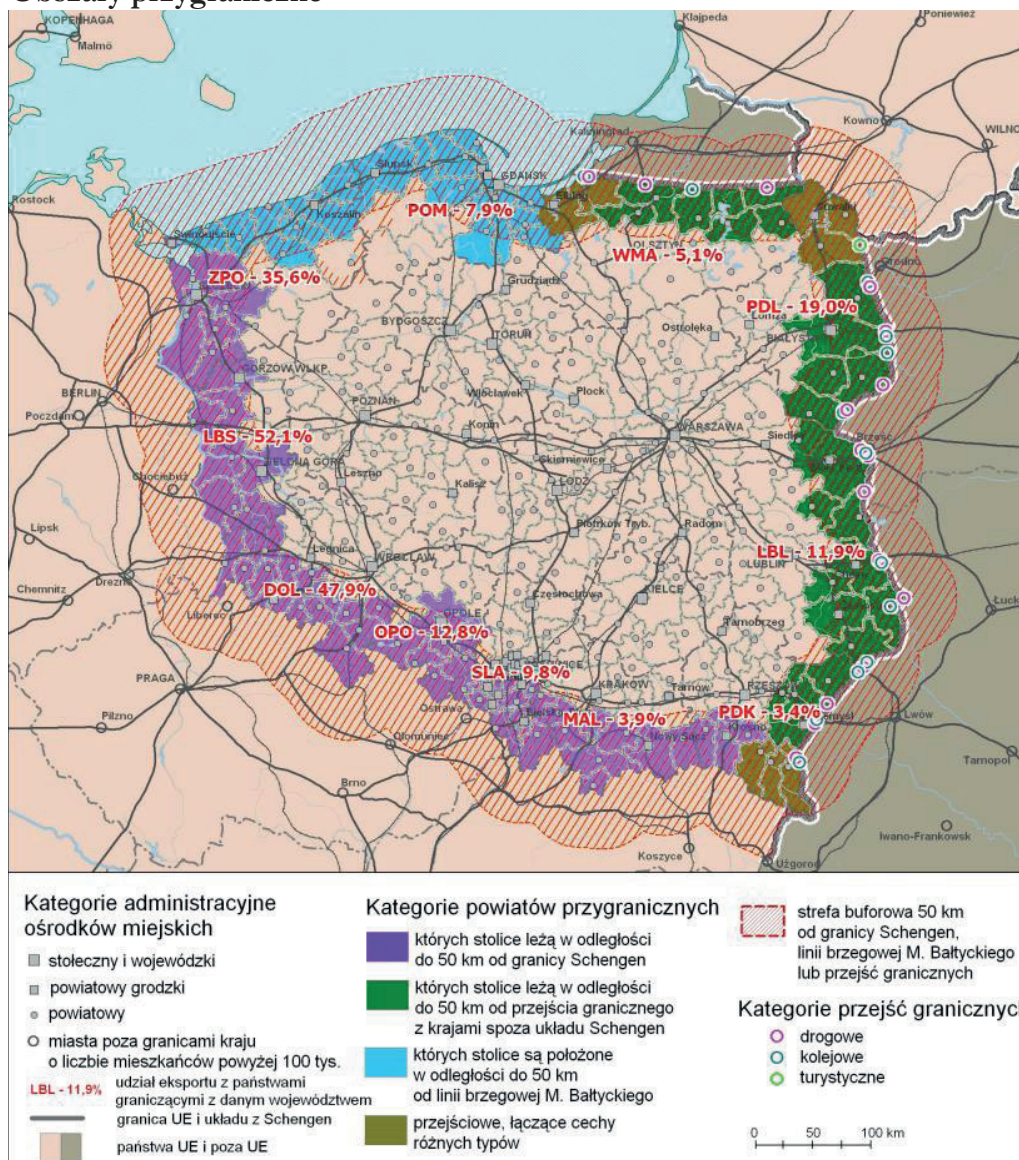 Obszary przygraniczne
KOPENHAGA
Malmö
Kłajpeda
Poniewież
Kowno
WILNO
Kaliningrad
Rostock
Słupsk
GDAŃSK
Koszalin
Elbląg
Suwałki
POM - 7,9%
Świnoujście
OLSZTYN
WMA - 5,1%
Grodno
ZPO - 35,6%
Grudziądz
PDL - 19,0%
BYDGOSZCZ
TORUŃ
Ostrołęka
Łomża
BIAŁYSTOK
GORZÓW WLKP.
BERLIN
Włocławek
Płock
Poczdam
POZNAŃ
Konin
WARSZAWA
Siedlce
Brześć
LBS - 52,1%
ZIELONA GÓRA
Leszno
Skierniewice
Chociebuż
Kalisz
ŁÓDŹ
Lipsk
Piotrków Tryb.
Radom
Legnica
WROCŁAW
LBL - 11,9%
LUBLIN
Chemnitz
Drezno
DOL - 47,9%
Częstochowa
KIELCE
Łuck
Liberec
OPOLE
OPO - 12,8%
Tarnobrzeg
PRAGA
SLA - 9,8%
KRAKÓW
Tarnów
RZESZÓW
Pilzno
Ostrawa
MAL - 3,9%
PDK - 3,4%
Lwów
Krosno
Ołomuniec
Nowy Sącz
Tarnopol
Brno
Iwano-Frankowsk
Koszyce
Użgorod
Kategorie administracyjne
ośrodków miejskich
stołeczny i wojewódzki
powiatowy grodzki
powiatowy
miasta poza granicami kraju
o liczbie mieszkańców powyżej 100 tys.
LBL - 11,9% udział eksportu z państwami
graniczącymi z danym województwem
granica UE i układu z Schengen
państwa UE i poza UE
Kategorie powiatów przygranicznych
których stolice leżą w odległości
do 50 km od granicy Schengen
których stolice leżą w odległości
do 50 km od przejścia granicznego
z krajami spoza układu Schengen
których stolice są położone
w odległości do 50 km
od linii brzegowej M. Bałtyckiego
przejściowe, łączące cechy
różnych typów
strefa buforowa 50 km
od granicy Schengen,
linii brzegowej M. Bałtyckiego
lub przejść granicznych
Kategorie przejść granicznych
drogowe
kolejowe
turystyczne
0 50 100 km